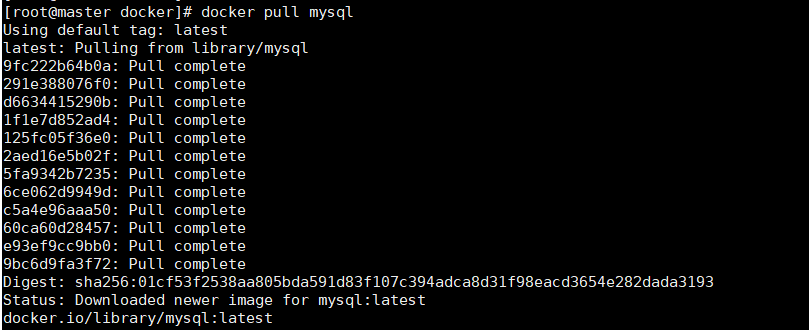 [root@master docker]# docker pull mysql
Using default tag: latest
latest: Pulling from library/mysql
9fc222b64b0a: Pull complete
291e388076f0: Pull complete
d6634415290b: Pull complete
1f1e7d852ad4: Pull complete
125fc05f36e0: Pull complete
2aed16e5b02f: Pull complete
5fa9342b7235: Pull complete
6ce062d9949d: Pull complete
c5a4e96aaa50: Pull complete
60ca60d28457: Pull complete
e93ef9cc9bb0: Pull complete
9bc6d9fa3f72: Pull complete
Digest: sha256:01cf53f2538aa805bda591d83f107c394adca8d31f98eacd3654e282dada3193
Status: Downloaded newer image for mysql:latest
docker.io/library/mysql:latest